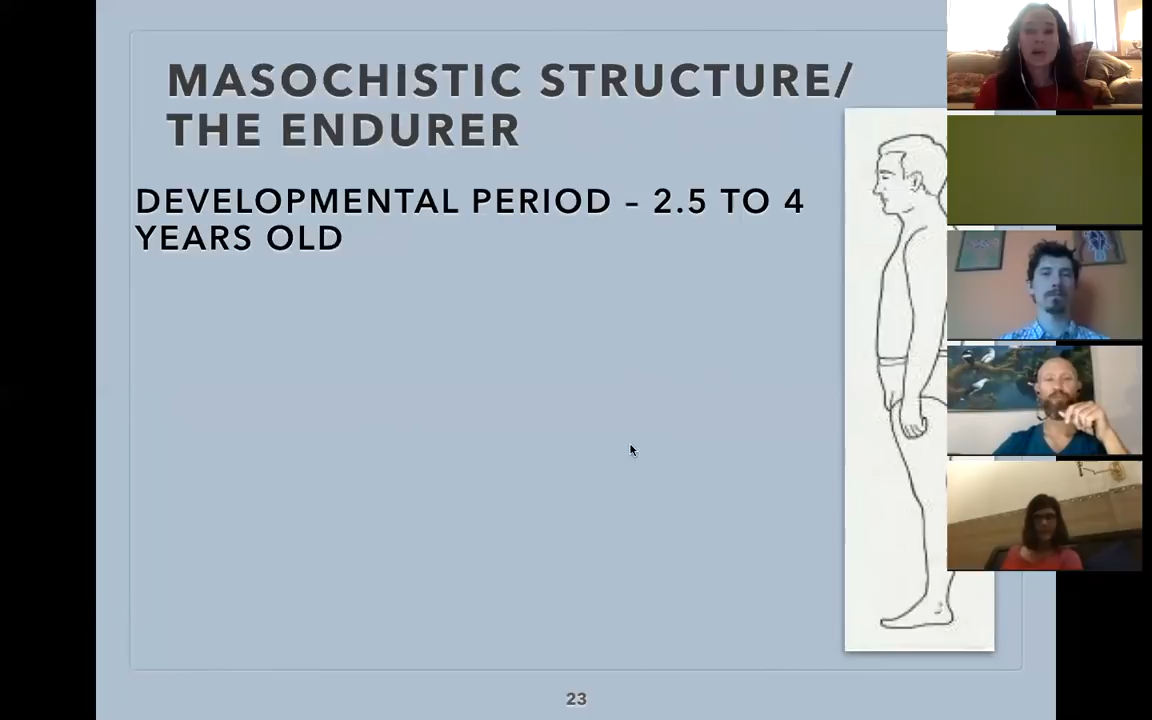 MASOCHISTIC STRUCTURE/
THE ENDURER
DEVELOPMENTAL PERIOD – 2.5 TO 4
YEARS OLD
23